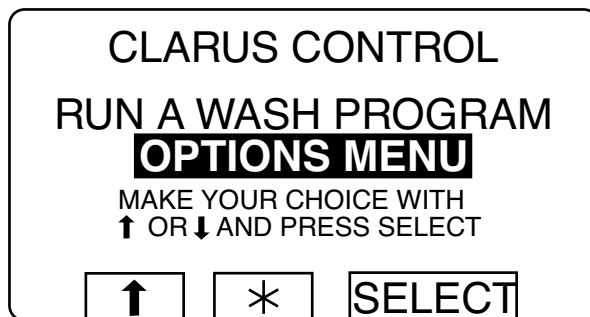 CLARUS CONTROL
RUN A WASH PROGRAM
OPTIONS MENU
MAKE YOUR CHOICE WITH
↑ OR ↓ AND PRESS SELECT
↑ * SELECT